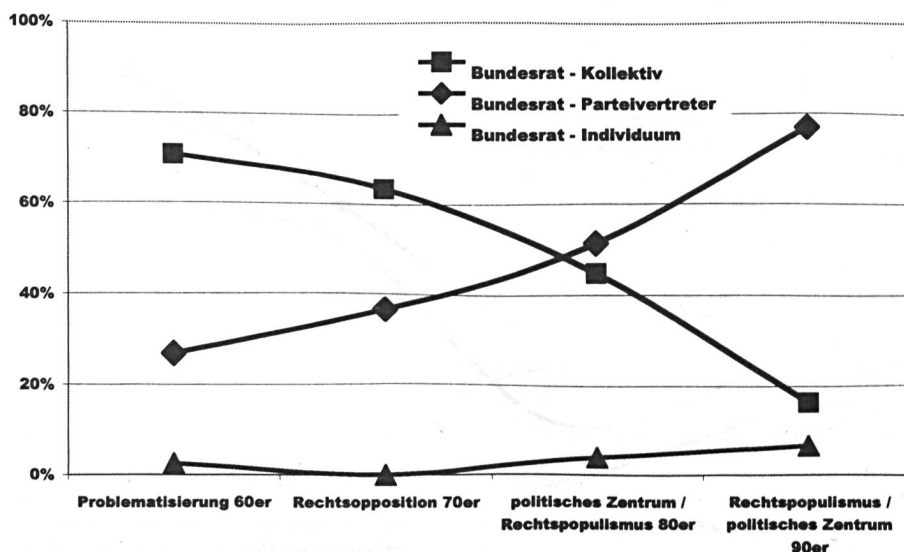 100%
80%
60%
40%
20%
0%
Bundesrat - Kollektiv
Bundesrat - Parteivertreter
Bundesrat - Individuum
Problematisierung 60er
Rechtsopposition 70er
politisches Zentrum /
Rechtspopulismus 80er
Rechtspopulismus /
politisches Zentrum
90er